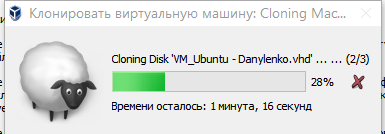 Клонировать виртуальную машину: Cloning Mac...
Cloning Disk 'VM_Ubuntu - Danylenko.vhd' ... ... (2/3)
28%
Времени осталось: 1 минута, 16 секунд